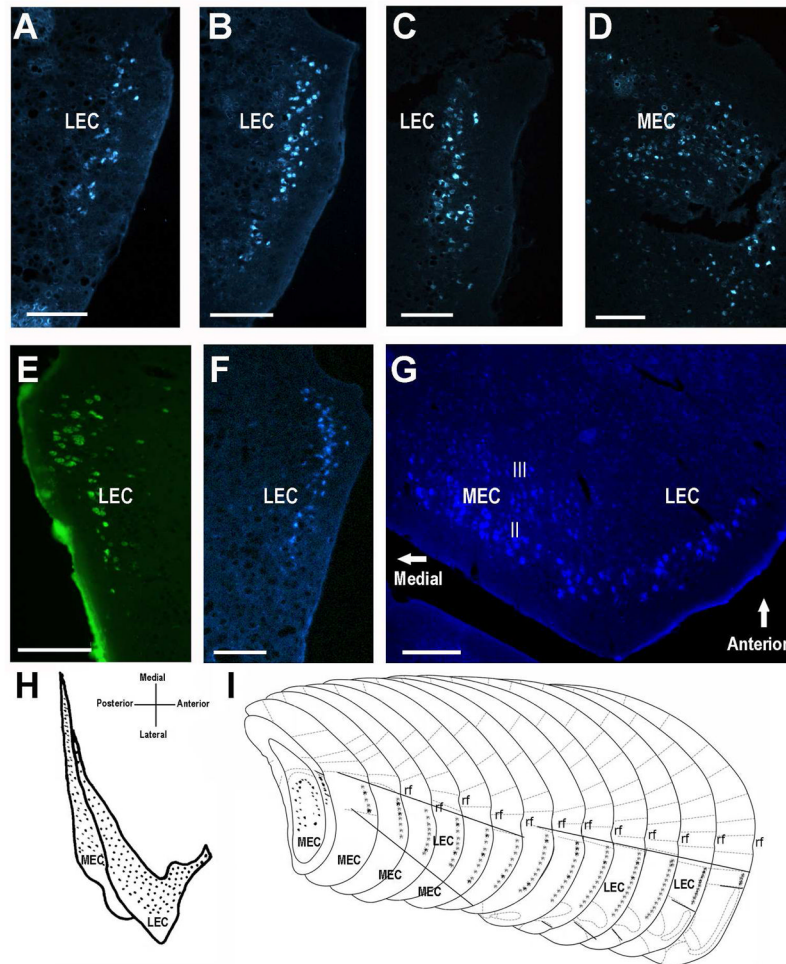 A
LEC
B
LEC
C
LEC
D
MEC
E
LEC
F
LEC
G
III
MEC
LEC
II
Medial
Anterior
H
Medial
Posterior
Anterior
Lateral
MEC
LEC
I
rf
rf
rf
rf
rf
rf
rf
rf
rf
rf
MEC
MEC
LEC
MEC
MEC
LEC
LEC